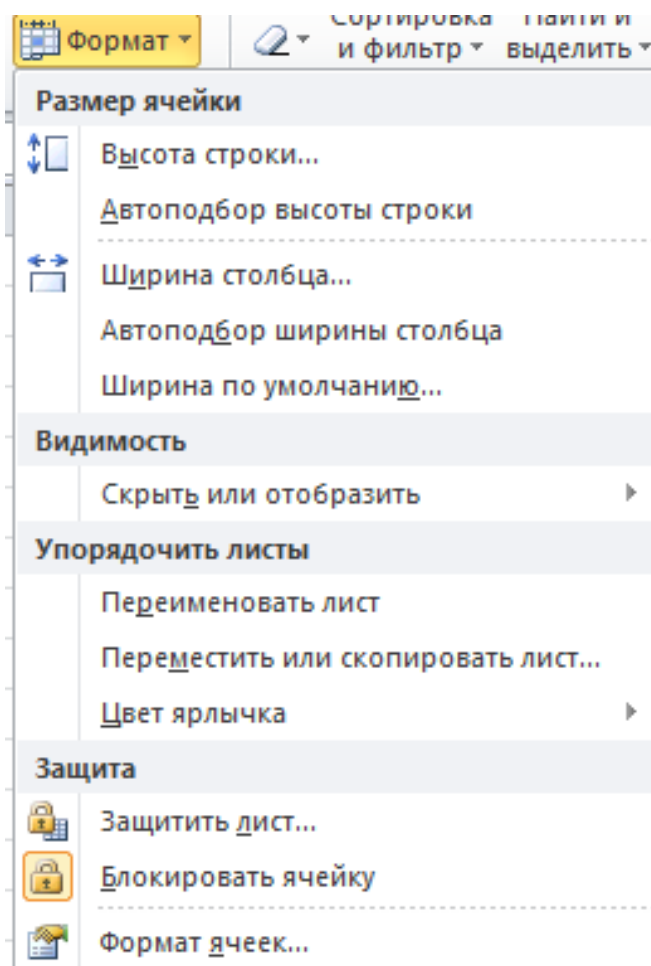 Формат
Сортировка
и фильтр
Найти и
выделить
Размер ячейки
Высота строки...
Автоподбор высоты строки
Ширина столбца...
Автоподбор ширины столбца
Ширина по умолчанию...
Видимость
Скрыть или отобразить
Упорядочить листы
Переименовать лист
Переместить или скопировать лист...
Цвет ярлычка
Защита
Защитить лист...
Блокировать ячейку
Формат ячеек...